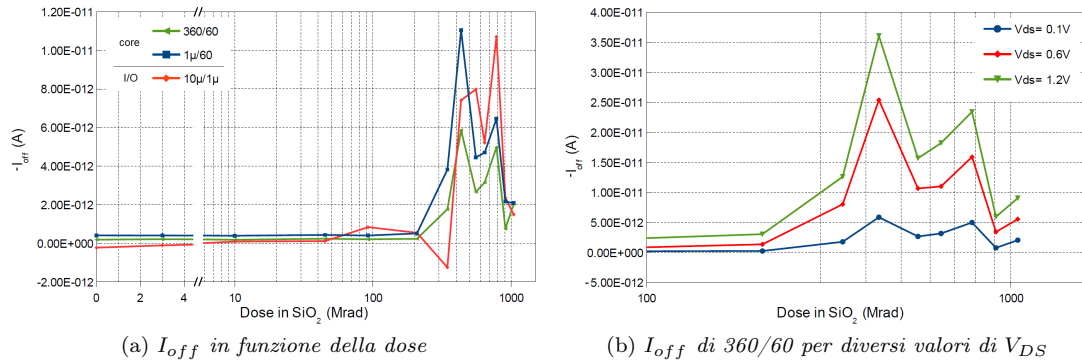 1.20E-011
1.00E-011
8.00E-012
6.00E-012
4.00E-012
2.00E-012
0.00E+000
-2.00E-012
-I_off (A)
core
360/60
1μ/60
I/O
10μ/1μ
0 2 4 10 100 1000
Dose in SiO₂ (Mrad)
(a) I_off in funzione della dose
4.00E-011
3.50E-011
3.00E-011
2.50E-011
2.00E-011
1.50E-011
1.00E-011
5.00E-012
0.00E+000
-5.00E-012
-I_off (A)
Vds= 0.1V
Vds= 0.6V
Vds= 1.2V
100 1000
Dose in SiO₂ (Mrad)
(b) I_off di 360/60 per diversi valori di V_DS